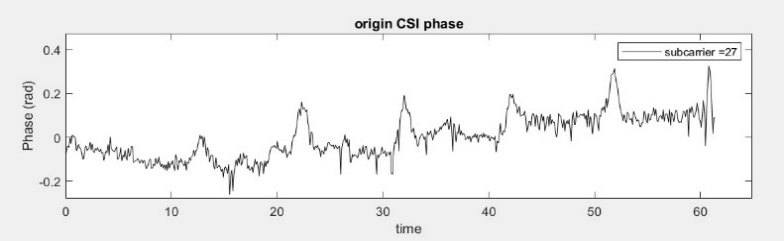 origin CSI phase
subcarrier =27
0.4
0.2
0
-0.2
Phase (rad)
0 10 20 30 40 50 60
time